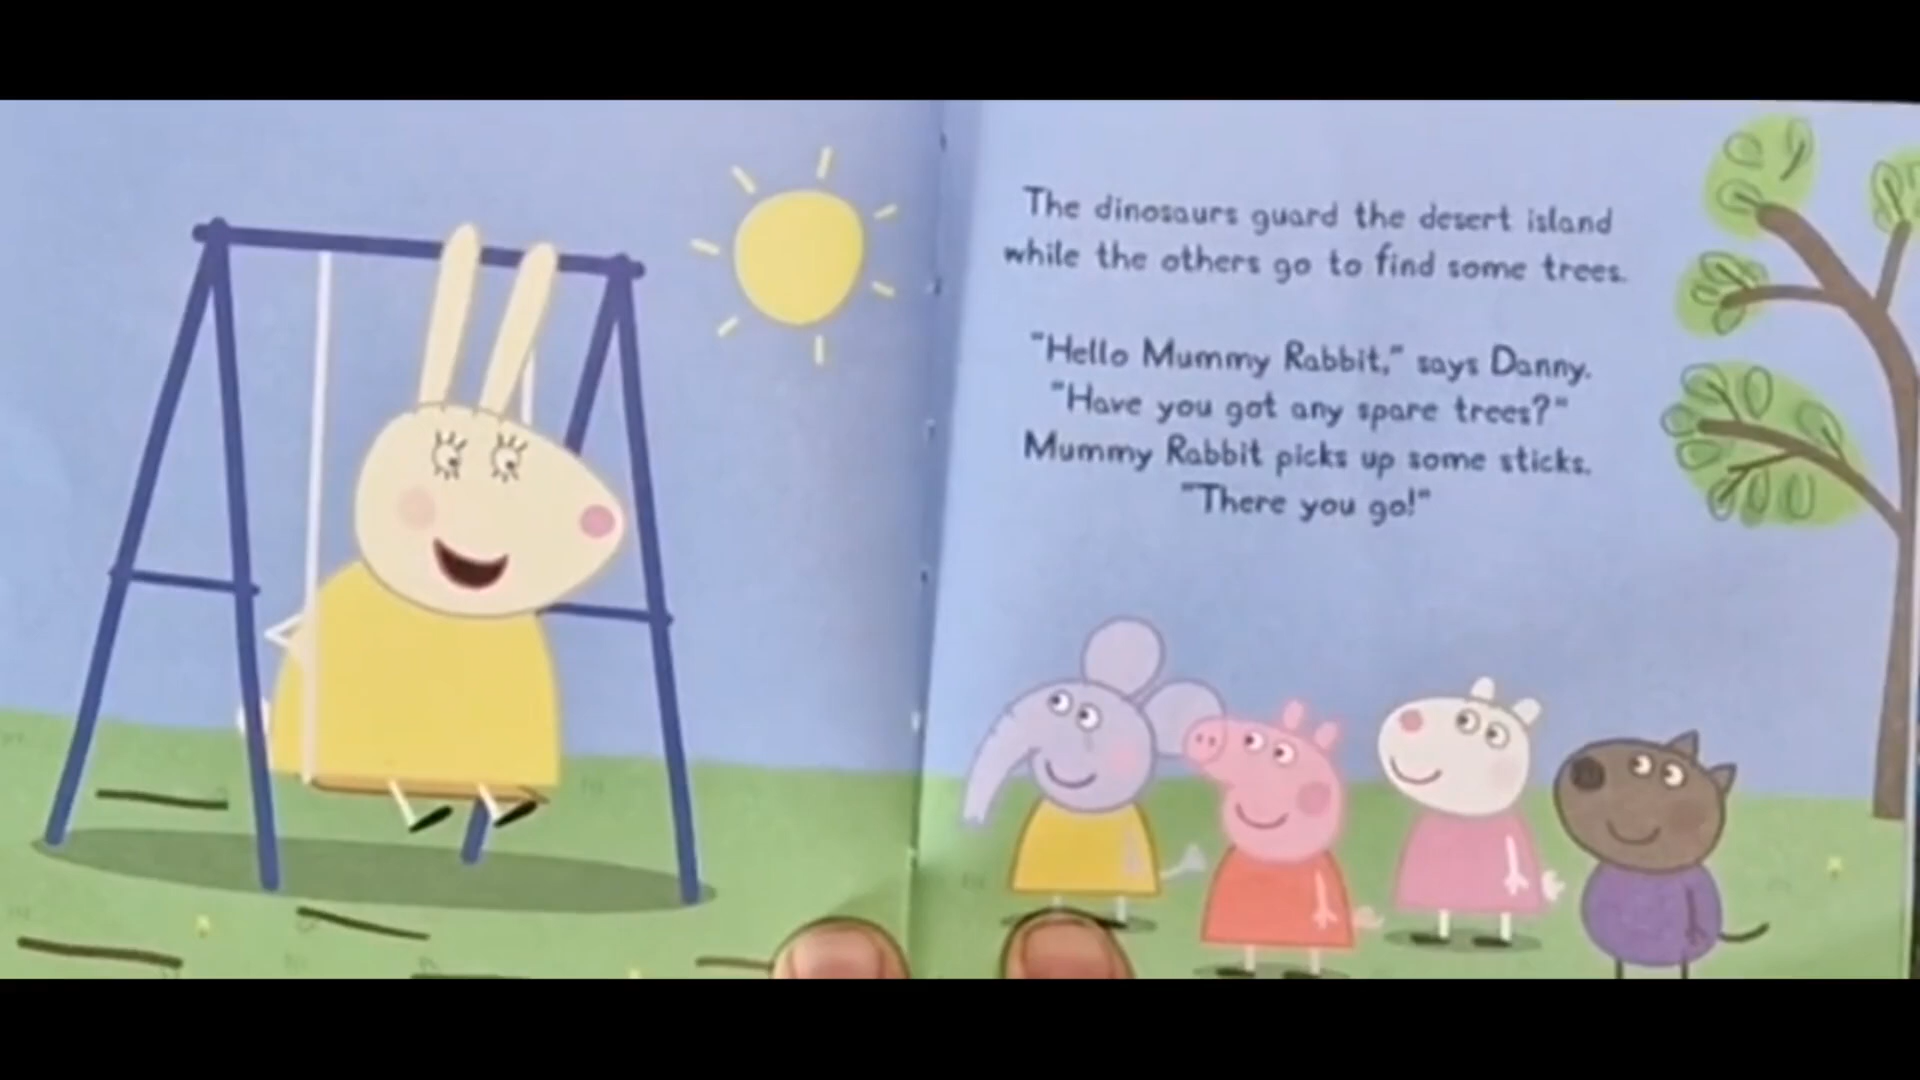 The dinosaurs guard the desert island
while the others go to find some trees.
"Hello Mummy Rabbit," says Danny.
"Have you got any spare trees?"
Mummy Rabbit picks up some sticks.
"There you go!"